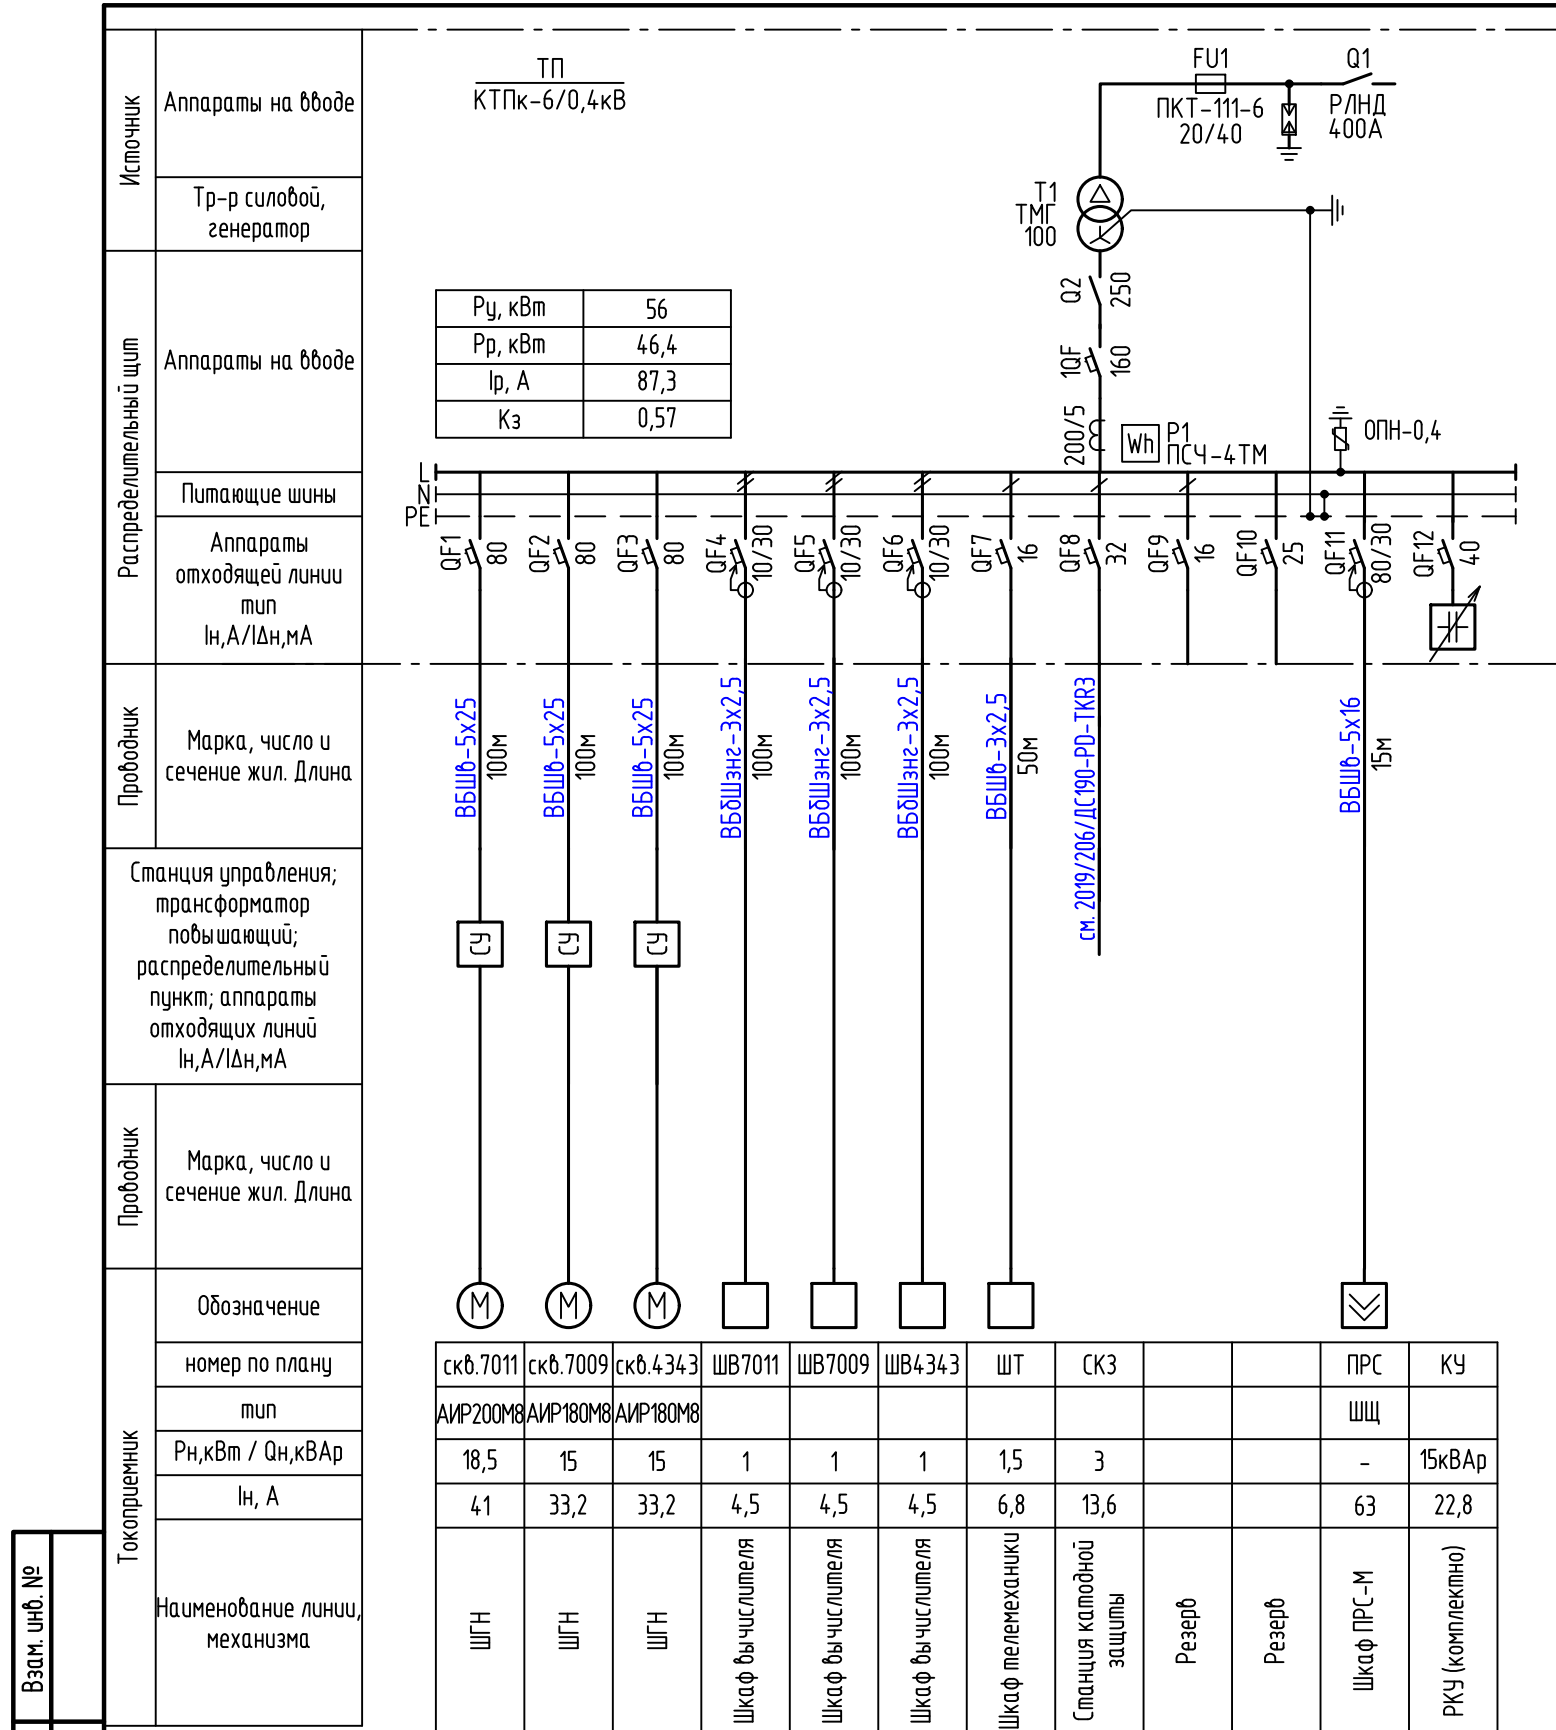 Источник
Аппараты на вводе
Тр-р силовой,
генератор
ТП
КТПк-6/0,4кВ
FU1
ПКТ-111-6
20/40
Q1
РЛНД
400А
Т1
ТМГ
100
Q2
250
1QF
160
200/5
Wh
Р1
ПСЧ-4ТМ
ОПН-0,4
Распределительный щит
Аппараты на вводе
Ру, кВт
56
Рр, кВт
46,4
Iр, А
87,3
Кз
0,57
Питающие шины
L
N
PE
Аппараты
отходящей линии
тип
Iн,А/IΔн,мА
QF1
80
QF2
80
QF3
80
QF4
10/30
QF5
10/30
QF6
10/30
QF7
16
QF8
32
QF9
16
QF10
25
QF11
80/30
QF12
40
Проводник
Марка, число и
сечение жил. Длина
ВБШв-5х25
100м
ВБШв-5х25
100м
ВБШв-5х25
100м
ВБбШзнг-3х2,5
100м
ВБбШзнг-3х2,5
100м
ВБбШзнг-3х2,5
100м
ВБШв-3х2,5
50м
см. 2019/206/ДС190-PD-TKR3
ВБШв-5х16
15м
Станция управления;
трансформатор
повышающий;
распределительный
пункт; аппараты
отходящих линий
Iн,А/IΔн,мА
СУ
СУ
СУ
Проводник
Марка, число и
сечение жил. Длина
Токоприемник
Обозначение
М
М
М
номер по плану
скв.7011
скв.7009
скв.4343
ШВ7011
ШВ7009
ШВ4343
ШТ
СКЗ
ПРС
КУ
тип
АИР200М8
АИР180М8
АИР180М8
ШЩ
Рн,кВт / Qн,кВАр
18,5
15
15
1
1
1
1,5
3
-
15кВАр
Iн, А
41
33,2
33,2
4,5
4,5
4,5
6,8
13,6
63
22,8
Наименование линии,
механизма
ШГН
ШГН
ШГН
Шкаф вычислителя
Шкаф вычислителя
Шкаф вычислителя
Шкаф телемеханики
Станция катодной
защиты
Резерв
Резерв
Шкаф ПРС-М
РКУ (комплектно)
Взам. инв. №